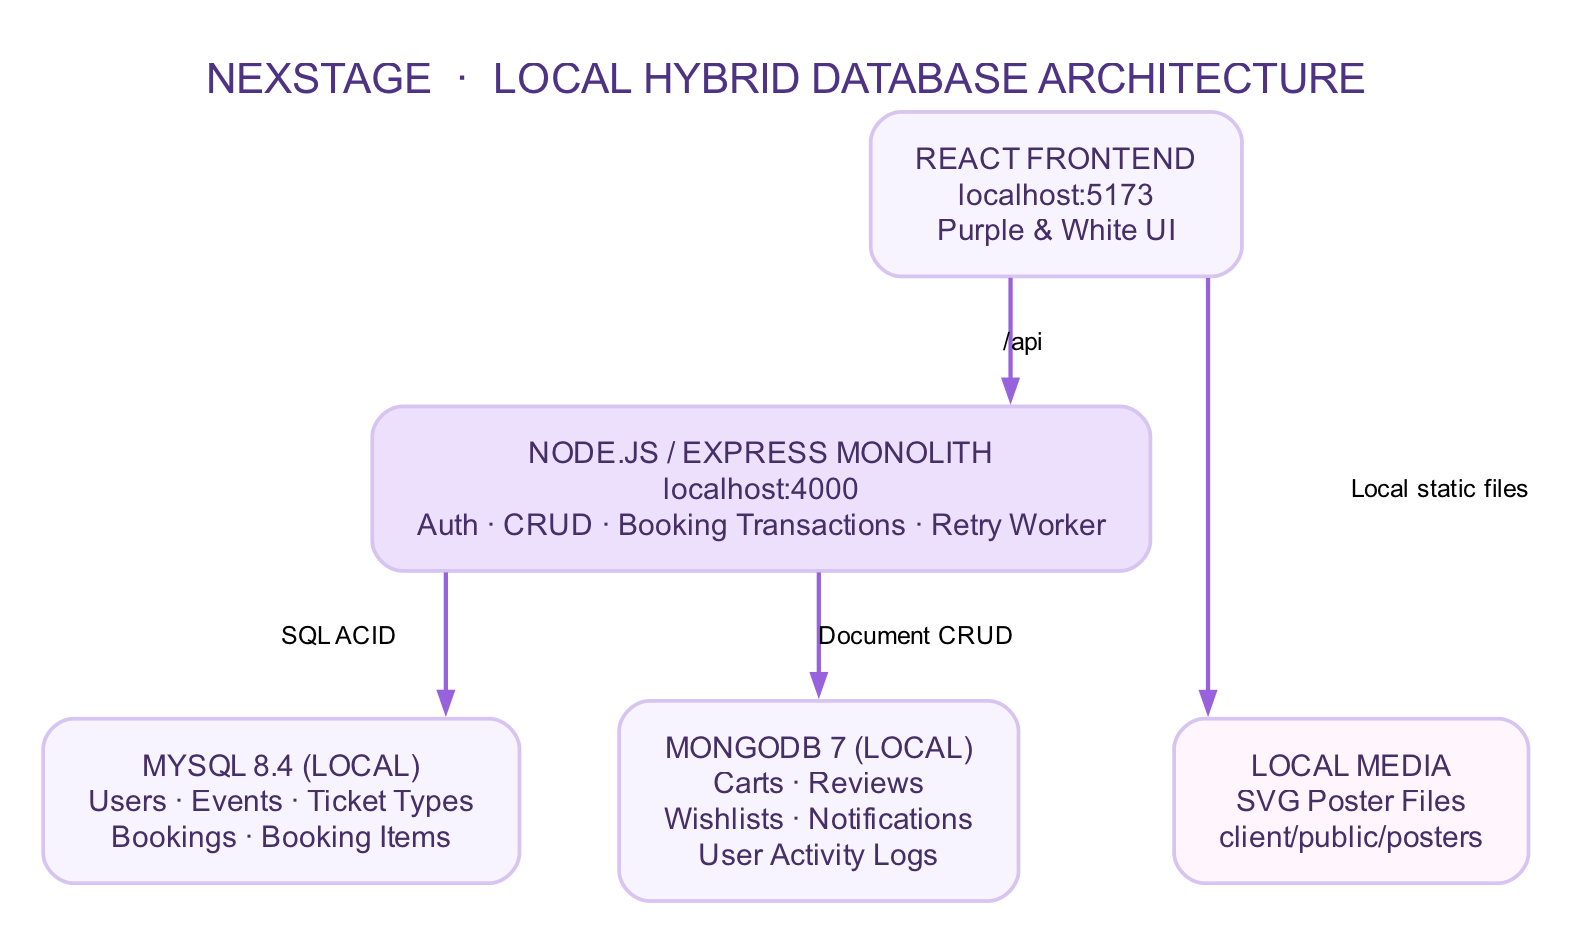 NEXSTAGE · LOCAL HYBRID DATABASE ARCHITECTURE
REACT FRONTEND
localhost:5173
Purple & White UI
/api
NODE.JS / EXPRESS MONOLITH
localhost:4000
Auth · CRUD · Booking Transactions · Retry Worker
Local static files
SQL ACID
Document CRUD
MYSQL 8.4 (LOCAL)
Users · Events · Ticket Types
Bookings · Booking Items
MONGODB 7 (LOCAL)
Carts · Reviews
Wishlists · Notifications
User Activity Logs
LOCAL MEDIA
SVG Poster Files
client/public/posters